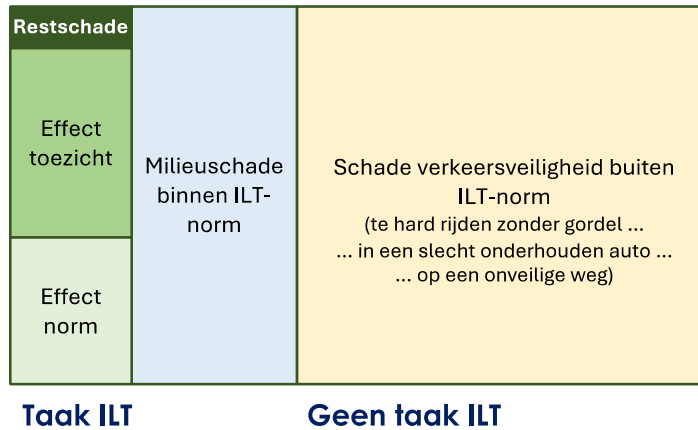 Restschade
Effect
toezicht
Effect
norm
Milieuschade
binnen ILT-
norm
Schade verkeersveiligheid buiten
ILT-norm
(te hard rijden zonder gordel ...
... in een slecht onderhouden auto ...
... op een onveilige weg)
Taak ILT
Geen taak ILT